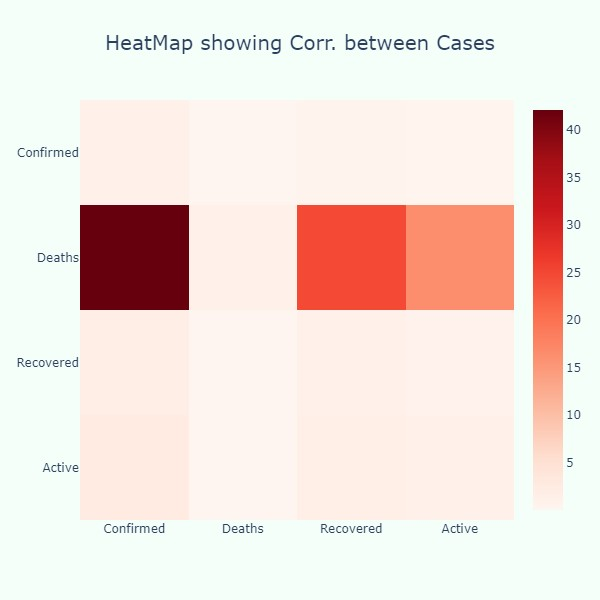 HeatMap showing Corr. between Cases
Confirmed
Deaths
Recovered
Active
Confirmed Deaths Recovered Active
40
35
30
25
20
15
10
5